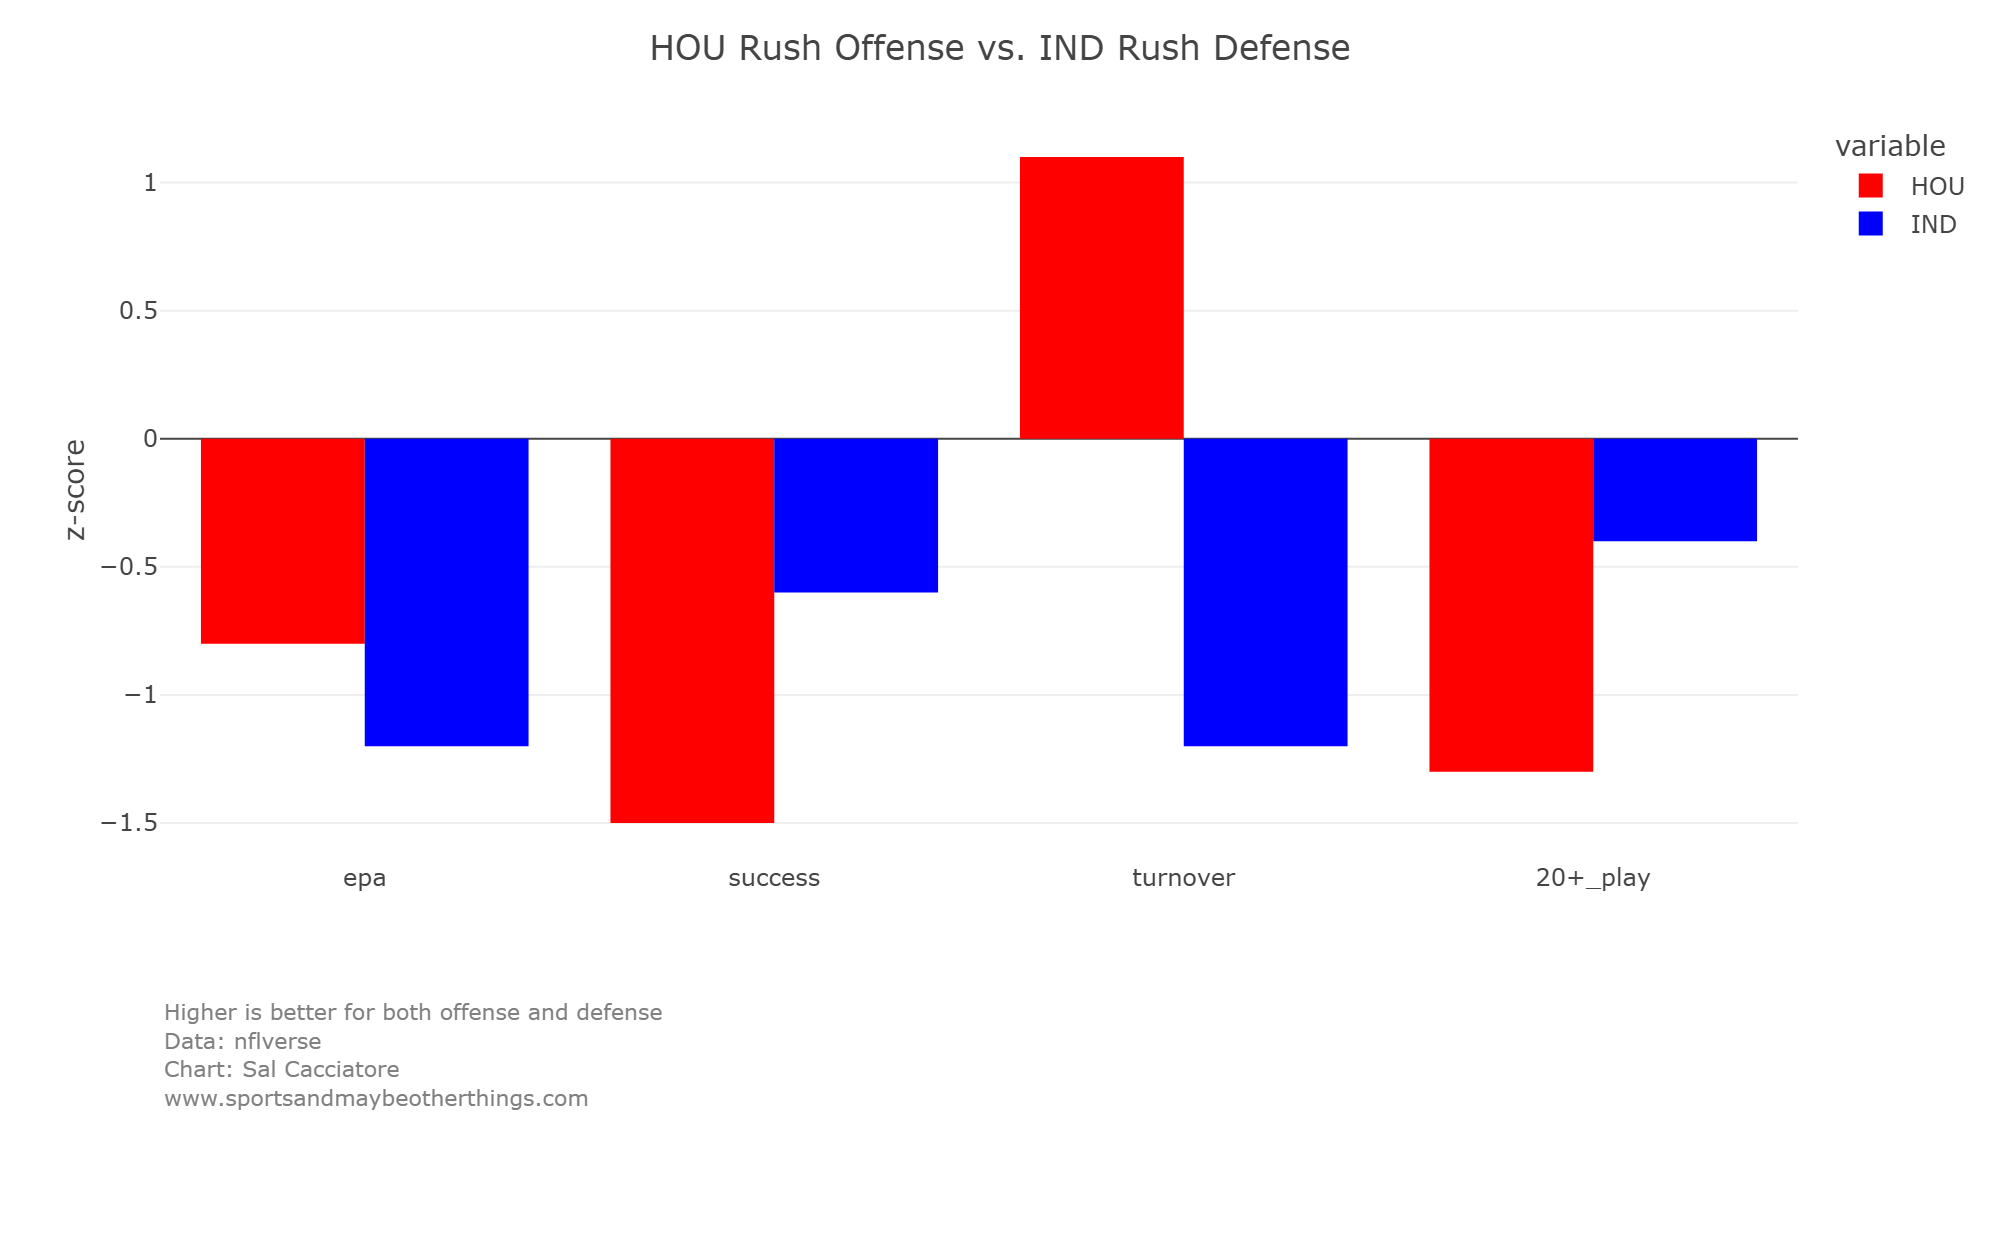 HOU Rush Offense vs. IND Rush Defense
variable
HOU
IND
1
0.5
0
−0.5
−1
−1.5
z-score
epa
success
turnover
20+_play
Higher is better for both offense and defense
Data: nflverse
Chart: Sal Cacciatore
www.sportsandmaybeotherthings.com